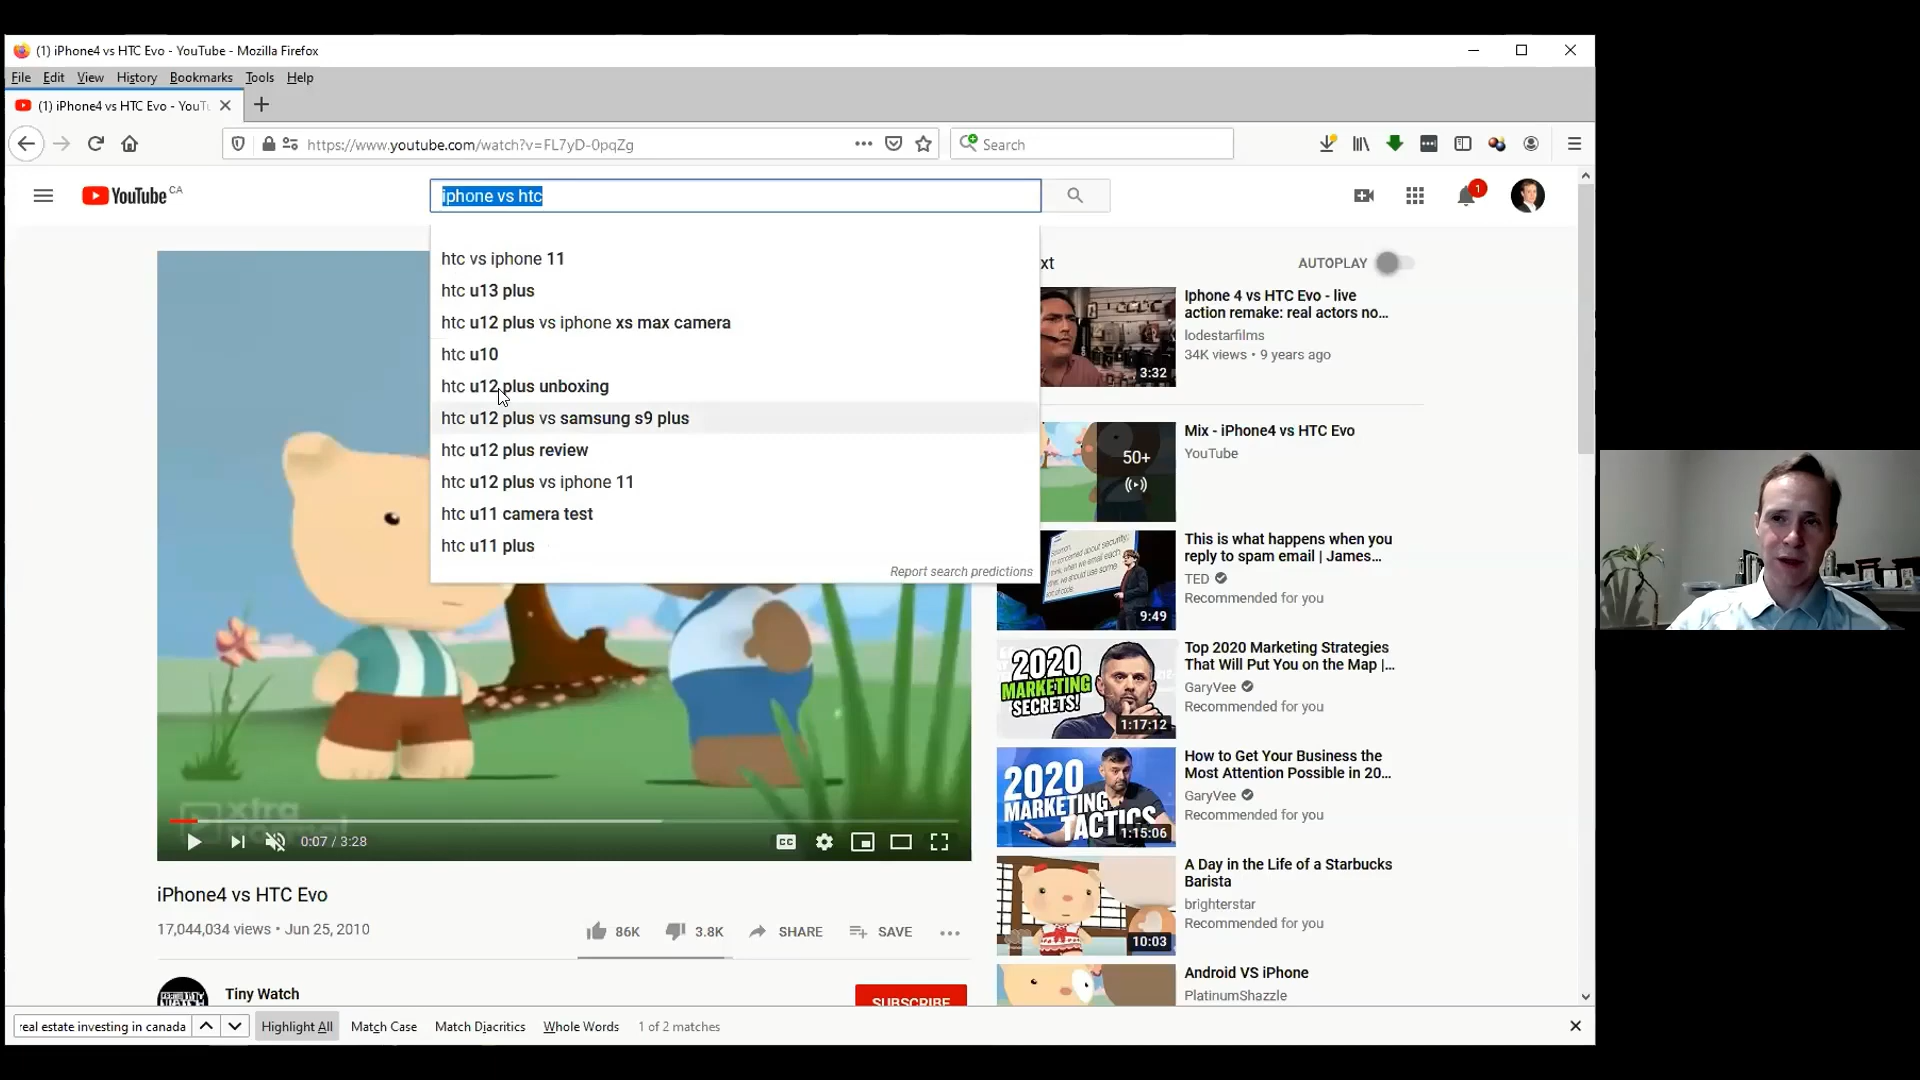 (1) iPhone4 vs HTC Evo - YouTube - Mozilla Firefox
File Edit View History Bookmarks Tools Help
(1) iPhone4 vs HTC Evo - YouTu
https://www.youtube.com/watch?v=FL7yD-0pqZg
Search
YouTube CA
iphone vs htc
1
htc vs iphone 11
htc u13 plus
htc u12 plus vs iphone xs max camera
htc u10
htc u12 plus unboxing
htc u12 plus vs samsung s9 plus
htc u12 plus review
htc u12 plus vs iphone 11
htc u11 camera test
htc u11 plus
Report search predictions
xtra
normal
0:07 / 3:28
CC
iPhone4 vs HTC Evo
17,044,034 views • Jun 25, 2010
86K 3.8K SHARE SAVE
Tiny Watch
SUBSCRIBE
xt
AUTOPLAY
Iphone 4 vs HTC Evo - live
action remake: real actors no...
lodestarfilms
34K views • 9 years ago
3:32
Mix - iPhone4 vs HTC Evo
YouTube
50+
This is what happens when you
reply to spam email | James...
TED
Recommended for you
9:49
Top 2020 Marketing Strategies
That Will Put You on the Map |...
GaryVee
Recommended for you
2020
MARKETING
SECRETS!
1:17:12
How to Get Your Business the
Most Attention Possible in 20...
GaryVee
Recommended for you
2020
MARKETING
TACTICS
1:15:06
A Day in the Life of a Starbucks
Barista
brighterstar
Recommended for you
10:03
Android VS iPhone
PlatinumShazzle
real estate investing in canada
Highlight All Match Case Match Diacritics Whole Words 1 of 2 matches